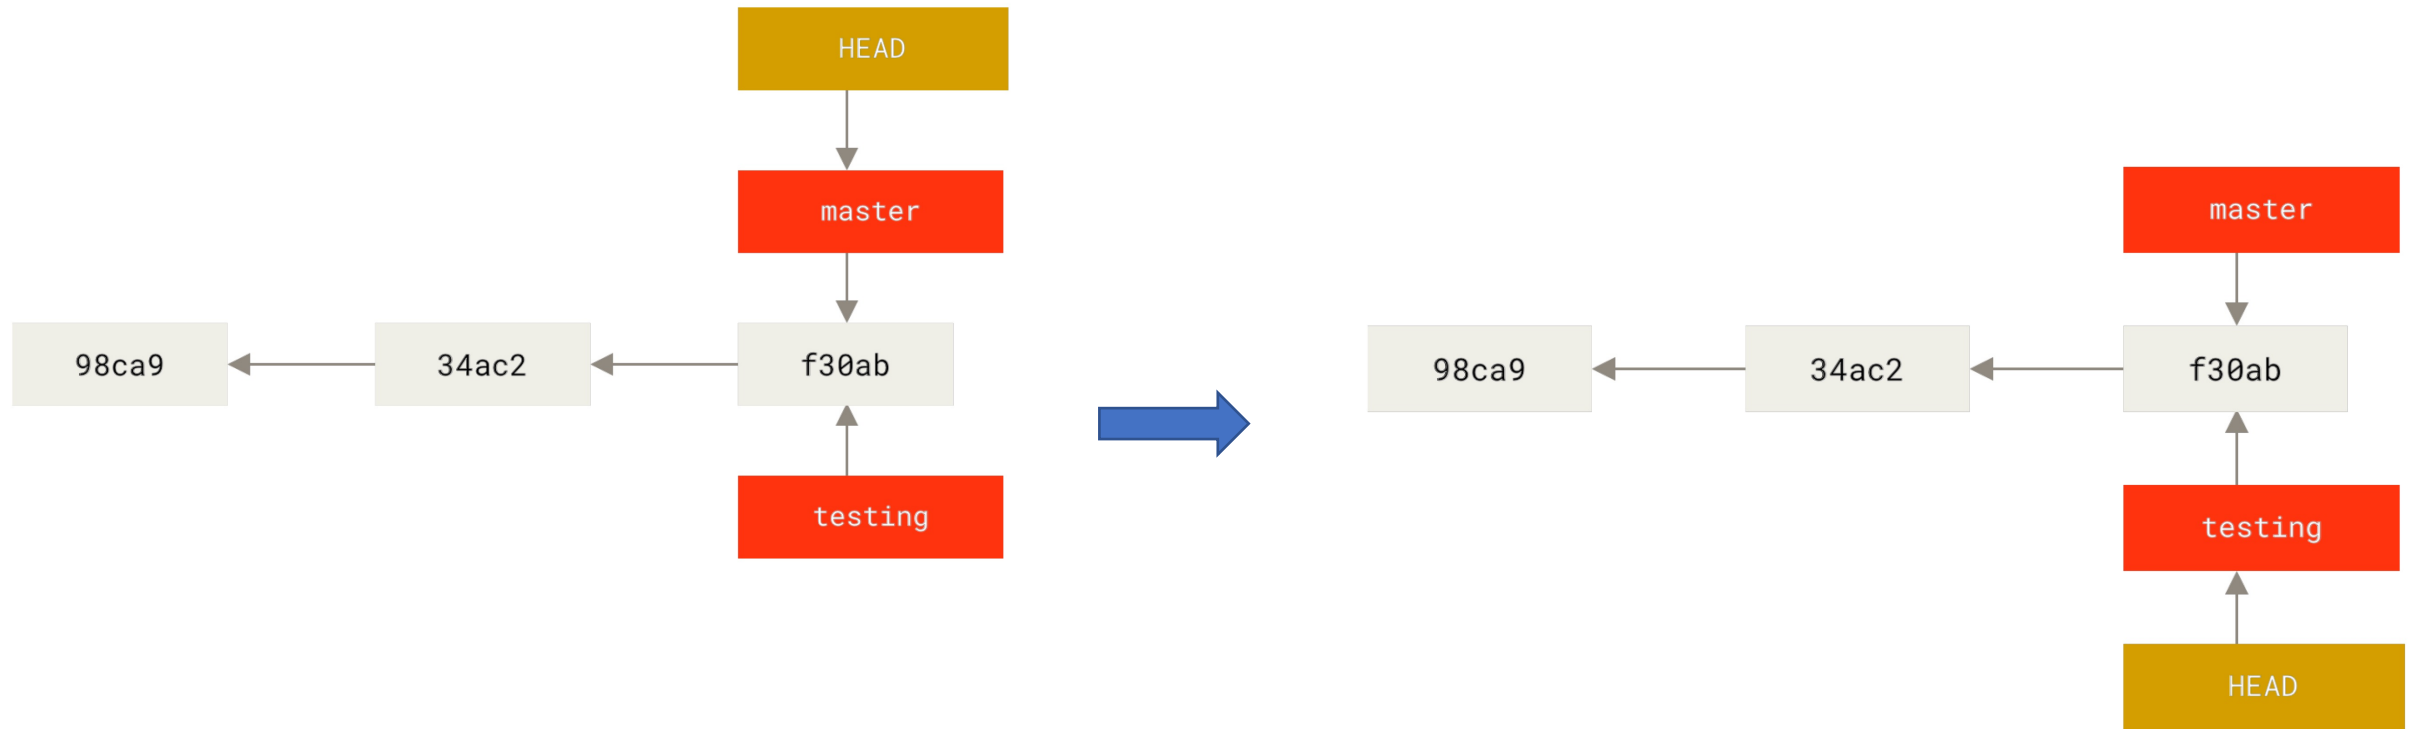 HEAD
master
98ca9
34ac2
f30ab
testing
master
98ca9
34ac2
f30ab
testing
HEAD